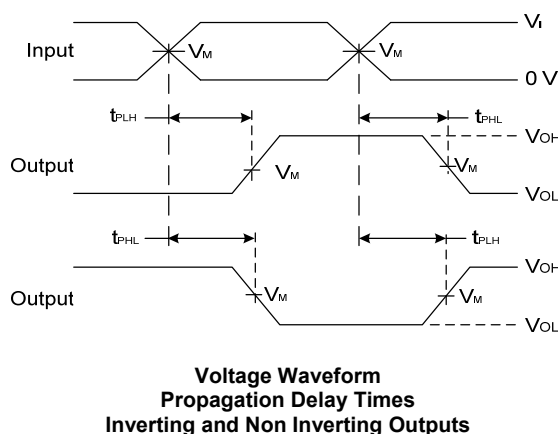 VI
Input
VM
VM
0 V
tPLH
tPHL
VOH
Output
VM
VM
VOL
tPHL
tPLH
VOH
Output
VM
VM
VOL
Voltage Waveform
Propagation Delay Times
Inverting and Non Inverting Outputs